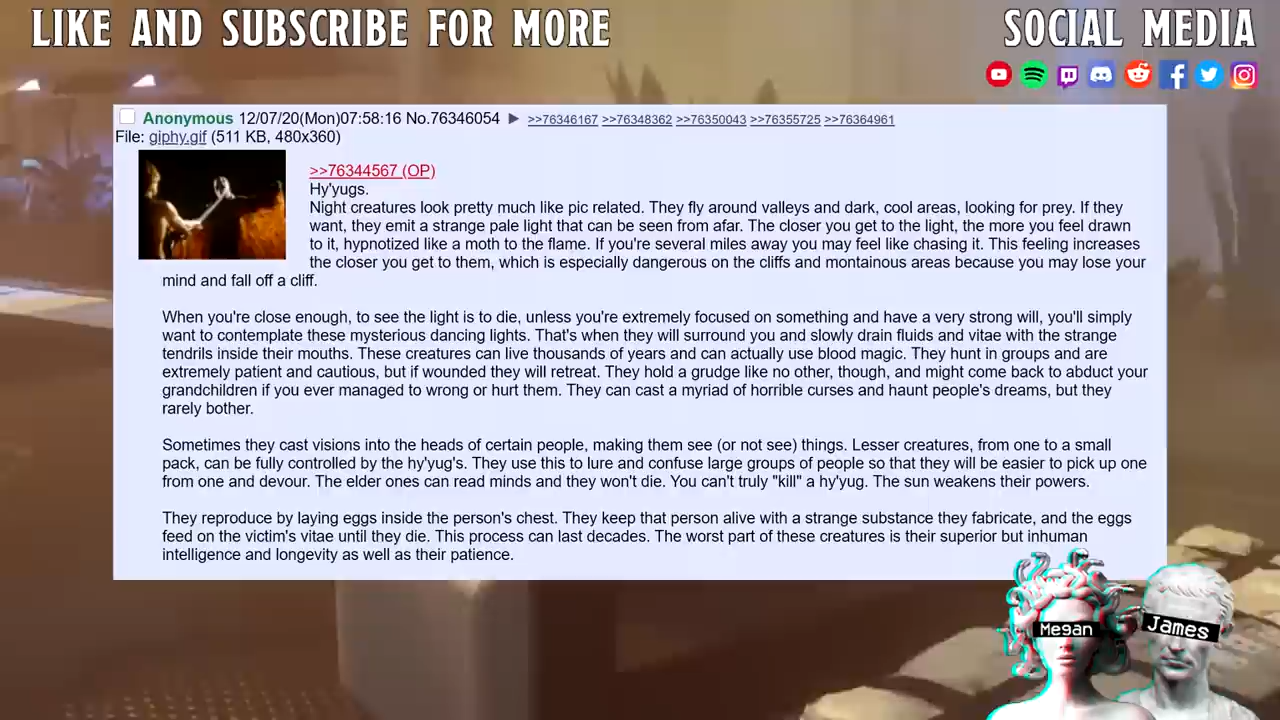 LIKE AND SUBSCRIBE FOR MORE
SOCIAL MEDIA
Anonymous 12/07/20(Mon)07:58:16 No.76346054 ▶ >>76346167 >>76348362 >>76350043 >>76355725 >>76364961
File: giphy.gif (511 KB, 480x360)
>>76344567 (OP)
Hy'yugs.
Night creatures look pretty much like pic related. They fly around valleys and dark, cool areas, looking for prey. If they
want, they emit a strange pale light that can be seen from afar. The closer you get to the light, the more you feel drawn
to it, hypnotized like a moth to the flame. If you're several miles away you may feel like chasing it. This feeling increases
the closer you get to them, which is especially dangerous on the cliffs and montainous areas because you may lose your
mind and fall off a cliff.
When you're close enough, to see the light is to die, unless you're extremely focused on something and have a very strong will, you'll simply
want to contemplate these mysterious dancing lights. That's when they will surround you and slowly drain fluids and vitae with the strange
tendrils inside their mouths. These creatures can live thousands of years and can actually use blood magic. They hunt in groups and are
extremely patient and cautious, but if wounded they will retreat. They hold a grudge like no other, though, and might come back to abduct your
grandchildren if you ever managed to wrong or hurt them. They can cast a myriad of horrible curses and haunt people's dreams, but they
rarely bother.
Sometimes they cast visions into the heads of certain people, making them see (or not see) things. Lesser creatures, from one to a small
pack, can be fully controlled by the hy'yug's. They use this to lure and confuse large groups of people so that they will be easier to pick up one
from one and devour. The elder ones can read minds and they won't die. You can't truly "kill" a hy'yug. The sun weakens their powers.
They reproduce by laying eggs inside the person's chest. They keep that person alive with a strange substance they fabricate, and the eggs
feed on the victim's vitae until they die. This process can last decades. The worst part of these creatures is their superior but inhuman
intelligence and longevity as well as their patience.
Megan
James